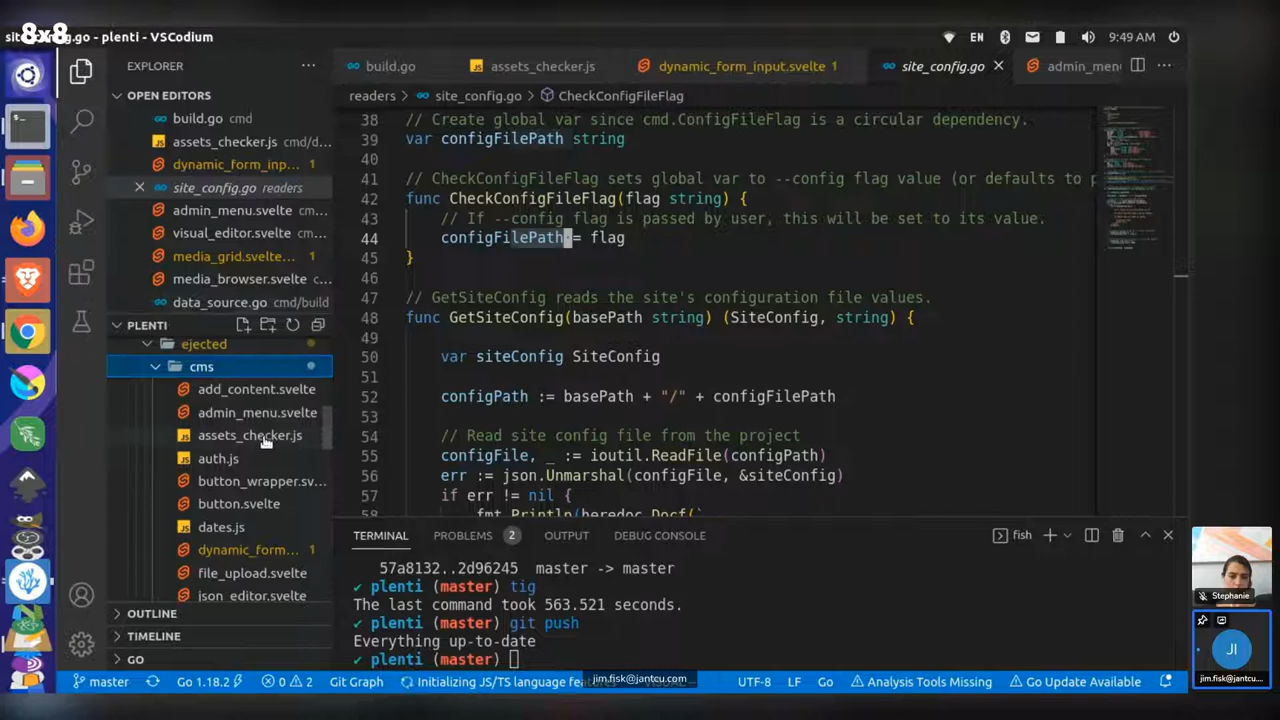 8x8
site_config.go - plenti - VSCodium
EN
9:49 AM
EXPLORER
OPEN EDITORS
build.go cmd
assets_checker.js cmd/d...
dynamic_form_inp... 1
site_config.go readers
admin_menu.svelte cm...
visual_editor.svelte cm...
media_grid.svelte... 1
media_browser.svelte c...
data_source.go cmd/build
PLENTI
ejected
cms
add_content.svelte
admin_menu.svelte
assets_checker.js
auth.js
button_wrapper.sv...
button.svelte
dates.js
dynamic_form... 1
file_upload.svelte
json_editor.svelte
OUTLINE
TIMELINE
GO
build.go
assets_checker.js
dynamic_form_input.svelte 1
site_config.go
admin_men
readers > site_config.go > CheckConfigFileFlag
38 // Create global var since cmd.ConfigFileFlag is a circular dependency.
39 var configFilePath string
40
41 // CheckConfigFileFlag sets global var to --config flag value (or defaults to p
42 func CheckConfigFileFlag(flag string) {
43 // If --config flag is passed by user, this will be set to its value.
44 configFilePath = flag
45 }
46
47 // GetSiteConfig reads the site's configuration file values.
48 func GetSiteConfig(basePath string) (SiteConfig, string) {
49
50 var siteConfig SiteConfig
51
52 configPath := basePath + "/" + configFilePath
53
54 // Read site config file from the project
55 configFile, _ := ioutil.ReadFile(configPath)
56 err := json.Unmarshal(configFile, &siteConfig)
57 if err != nil {
58 fmt.Println(heredoc.Doc(`
TERMINAL
PROBLEMS 2
OUTPUT
DEBUG CONSOLE
fish
57a8132..2d96245 master -> master
✔ plenti (master) tig
The last command took 563.521 seconds.
✔ plenti (master) git push
Everything up-to-date
✔ plenti (master)
master
Go 1.18.2
0 2
Git Graph
Initializing JS/TS language fea
jim.fisk@jantcu.com
UTF-8
LF
Go
Analysis Tools Missing
Go Update Available
Stephanie
JI
jim.fisk@jantcu....